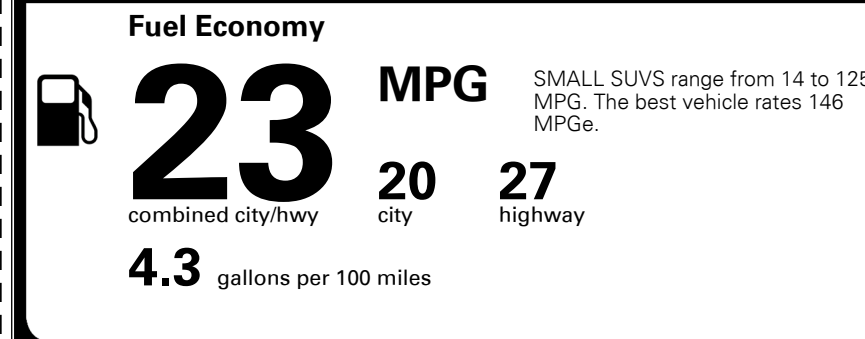 Fuel Economy
23 MPG
SMALL SUVS range from 14 to 125
MPG. The best vehicle rates 146
MPGe.
combined city/hwy
20
city
27
highway
4.3 gallons per 100 miles